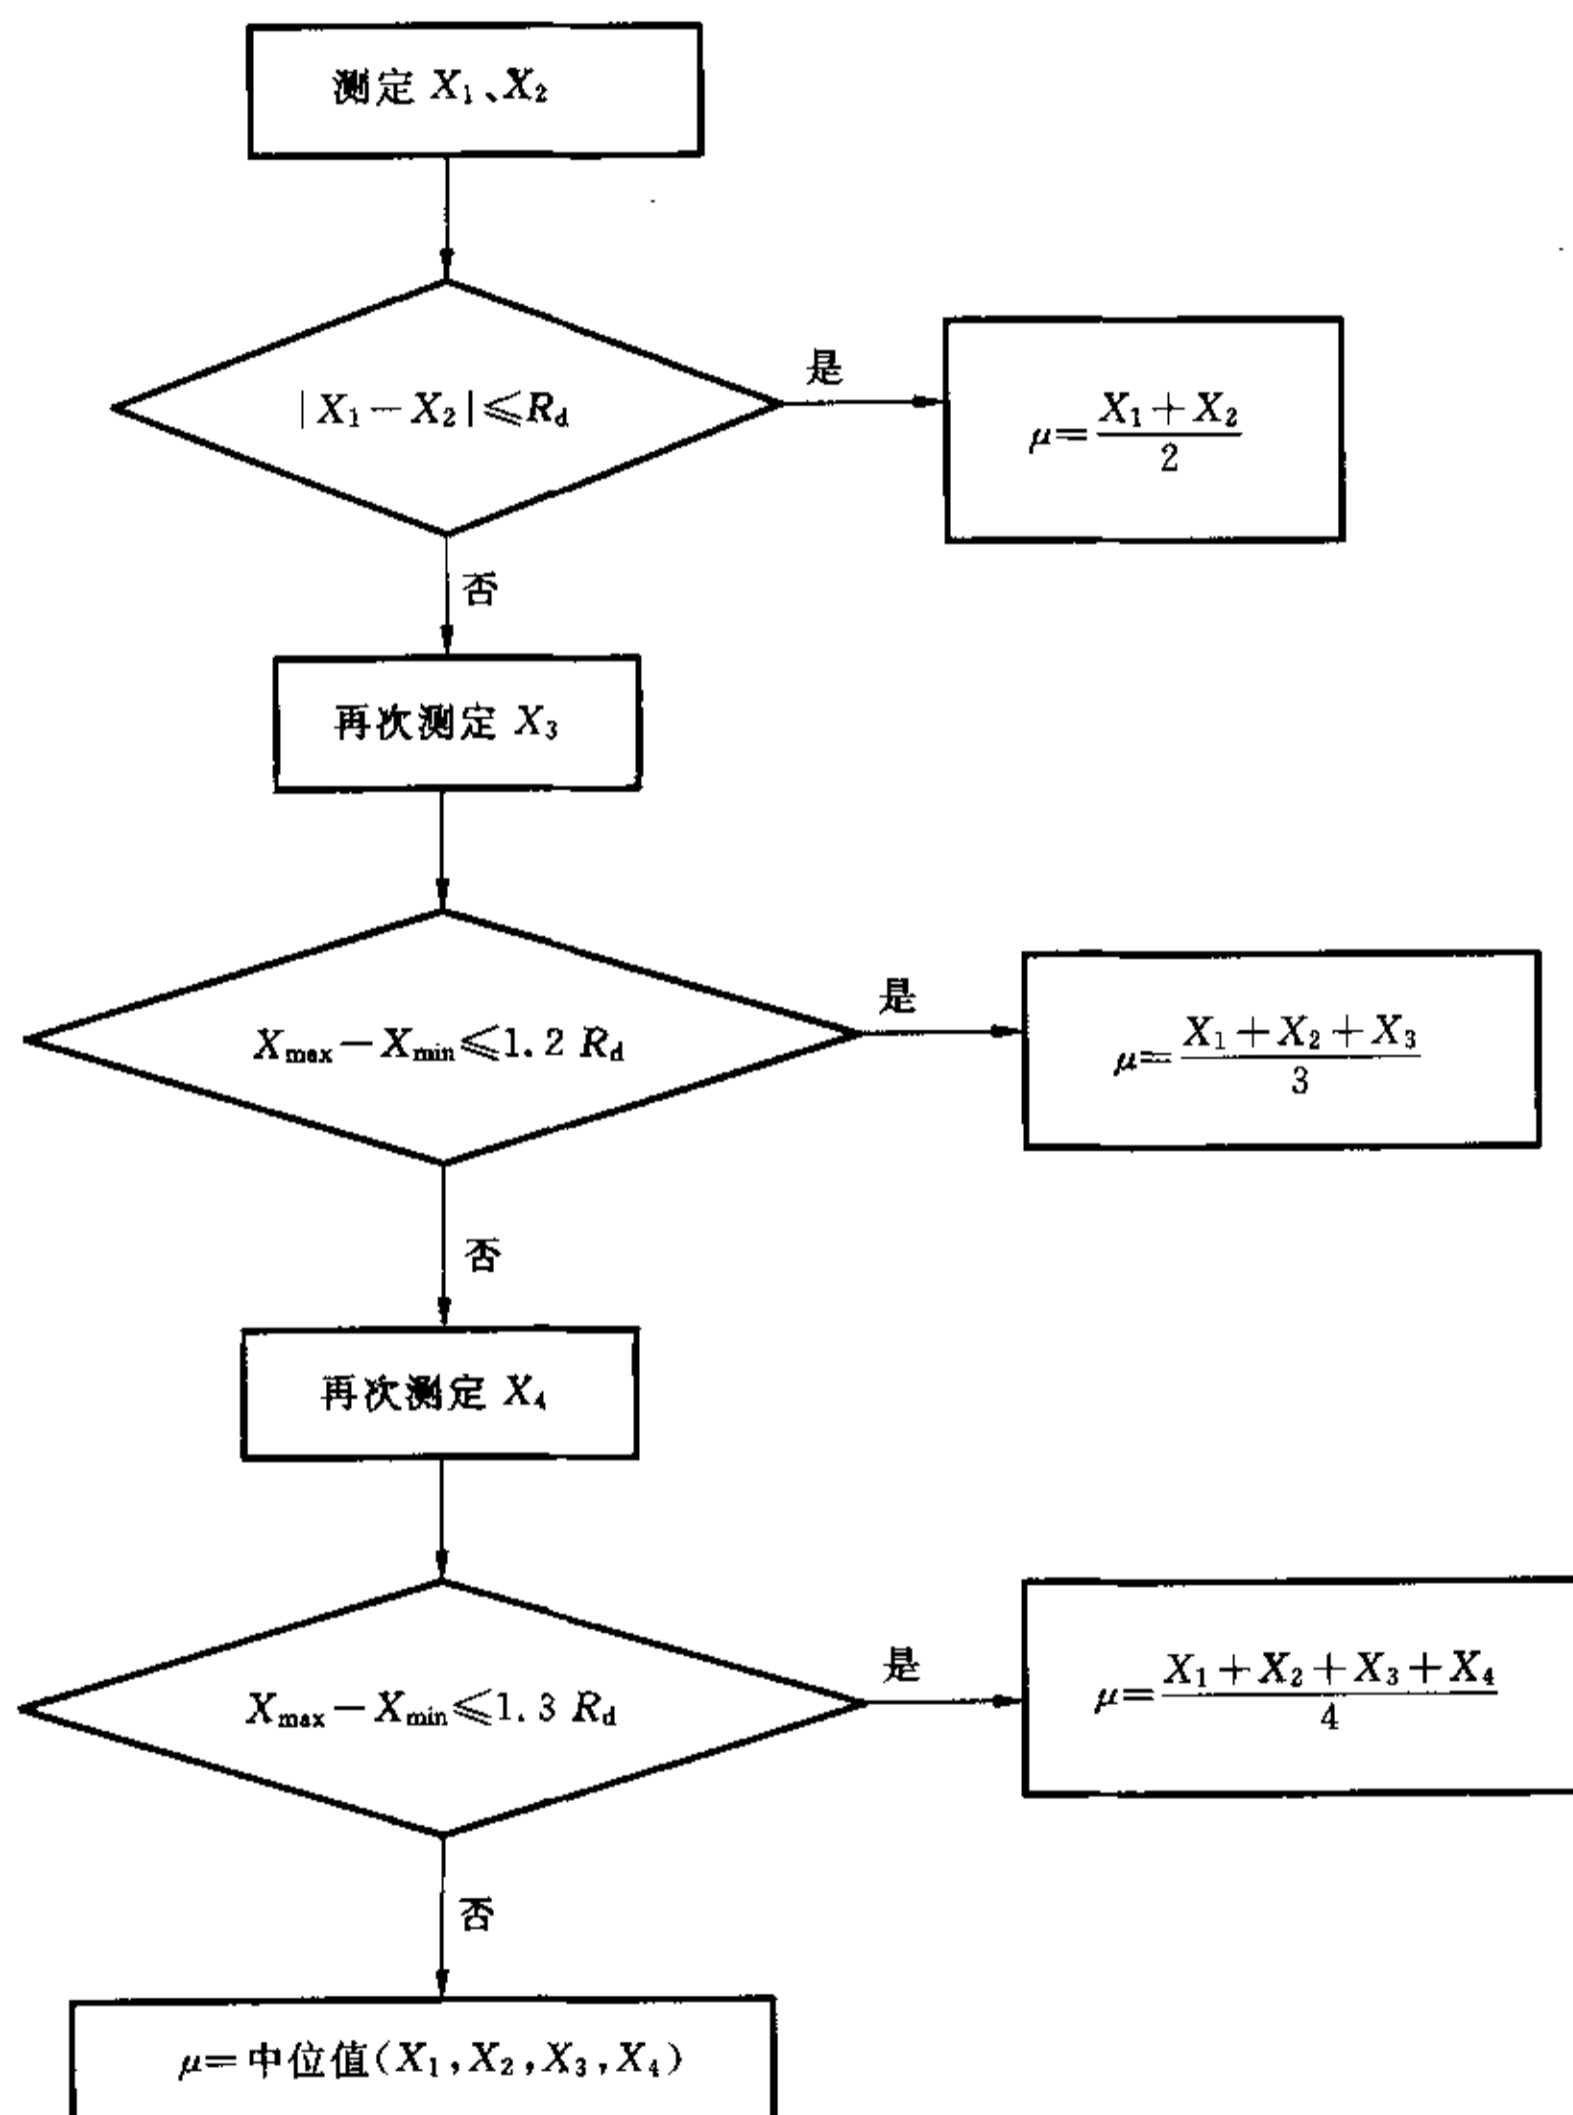 测定 X₁、X₂
|X₁−X₂|≤R_d
是
μ=(X₁+X₂)/2
否
再次测定 X₃
X_max−X_min≤1.2 R_d
是
μ=(X₁+X₂+X₃)/3
否
再次测定 X₄
X_max−X_min≤1.3 R_d
是
μ=(X₁+X₂+X₃+X₄)/4
否
μ=中位值(X₁,X₂,X₃,X₄)